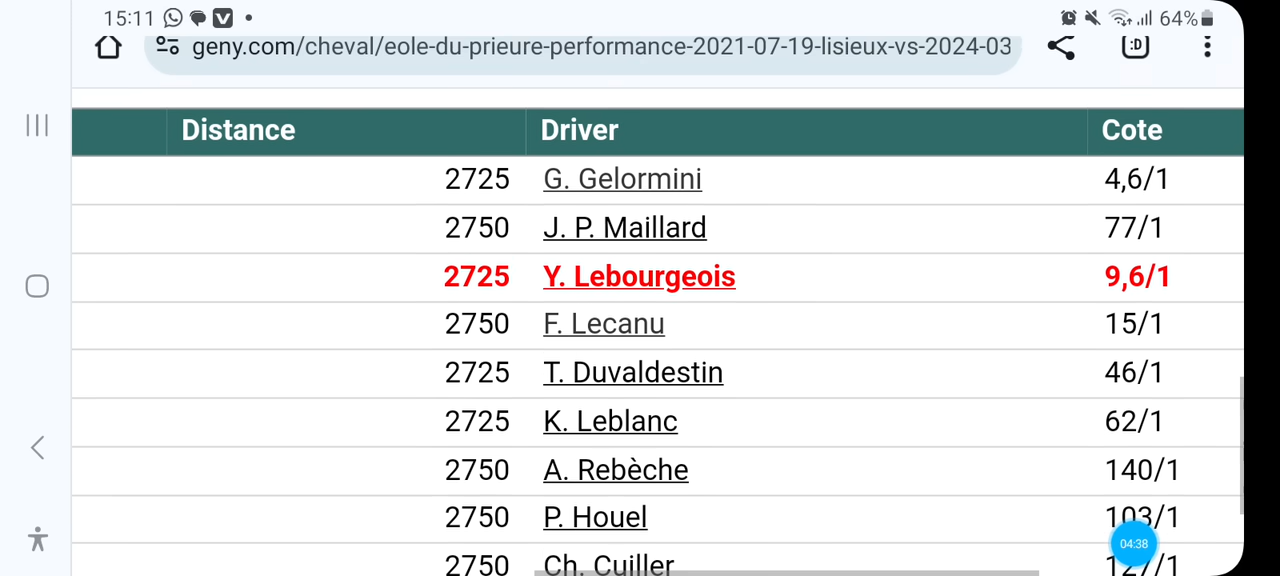 15:11 64%
geny.com/cheval/eole-du-prieure-performance-2021-07-19-lisieux-vs-2024-03 :D
Distance Driver Cote
2725 G. Gelormini 4,6/1
2750 J. P. Maillard 77/1
2725 Y. Lebourgeois 9,6/1
2750 F. Lecanu 15/1
2725 T. Duvaldestin 46/1
2725 K. Leblanc 62/1
2750 A. Rebèche 140/1
2750 P. Houel 103/1
04:38
2750 Ch. Cuiller 127/1